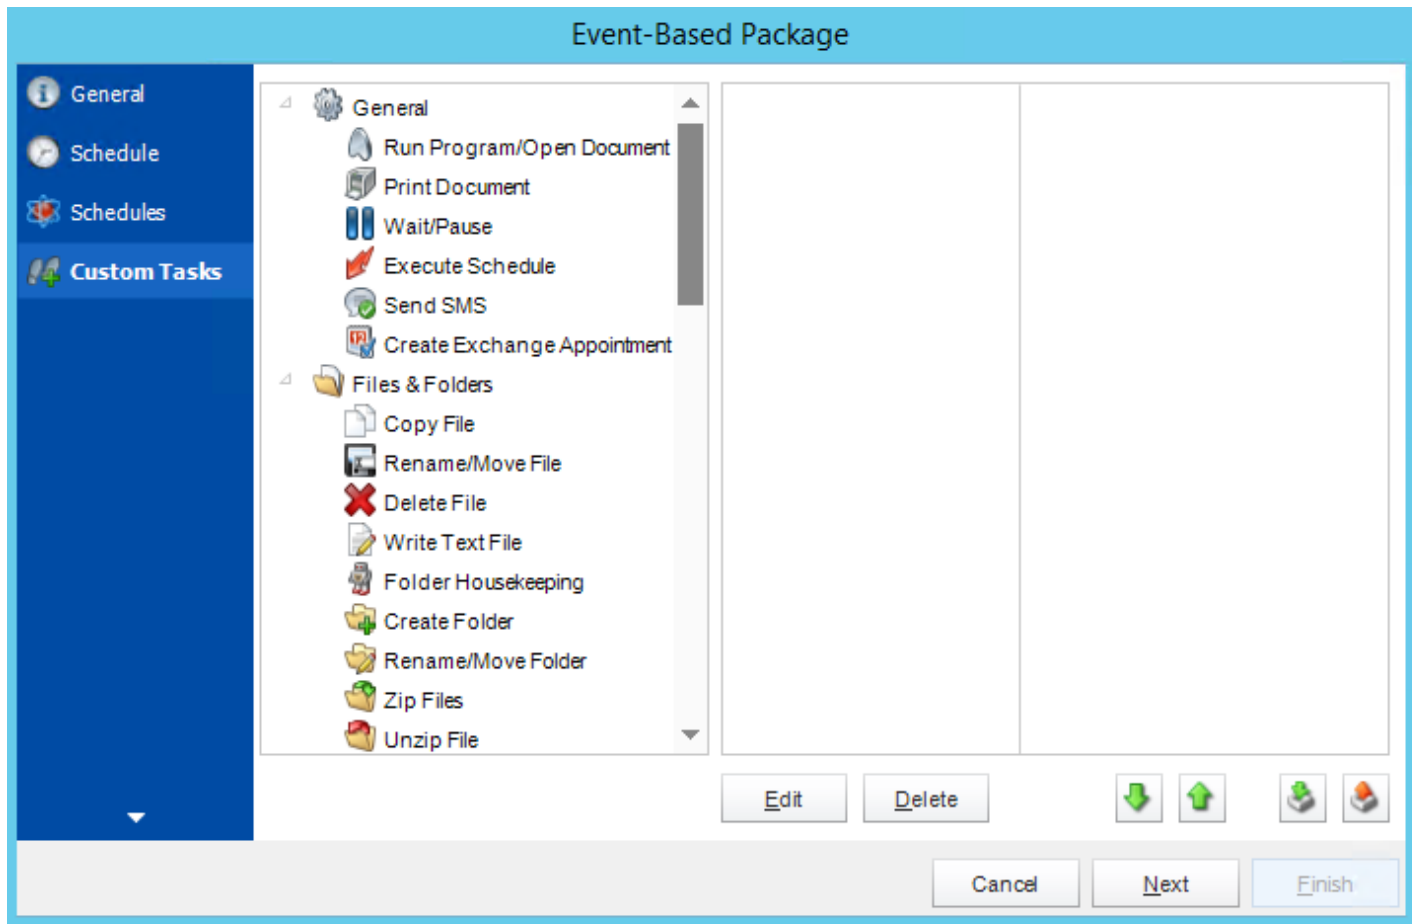 Event-Based Package
General
Schedule
Schedules
Custom Tasks
General
Run Program/Open Document
Print Document
Wait/Pause
Execute Schedule
Send SMS
Create Exchange Appointment
Files & Folders
Copy File
Rename/Move File
Delete File
Write Text File
Folder Housekeeping
Create Folder
Rename/Move Folder
Zip Files
Unzip File
Edit
Delete
Cancel
Next
Finish